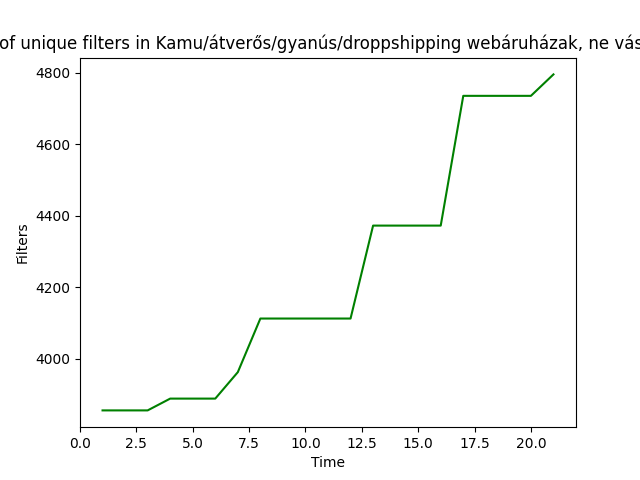 of unique filters in Kamu/átverős/gyanús/droppshipping webáruházak, ne vás
4800
4600
4400
4200
4000
Filters
0.0 2.5 5.0 7.5 10.0 12.5 15.0 17.5 20.0
Time